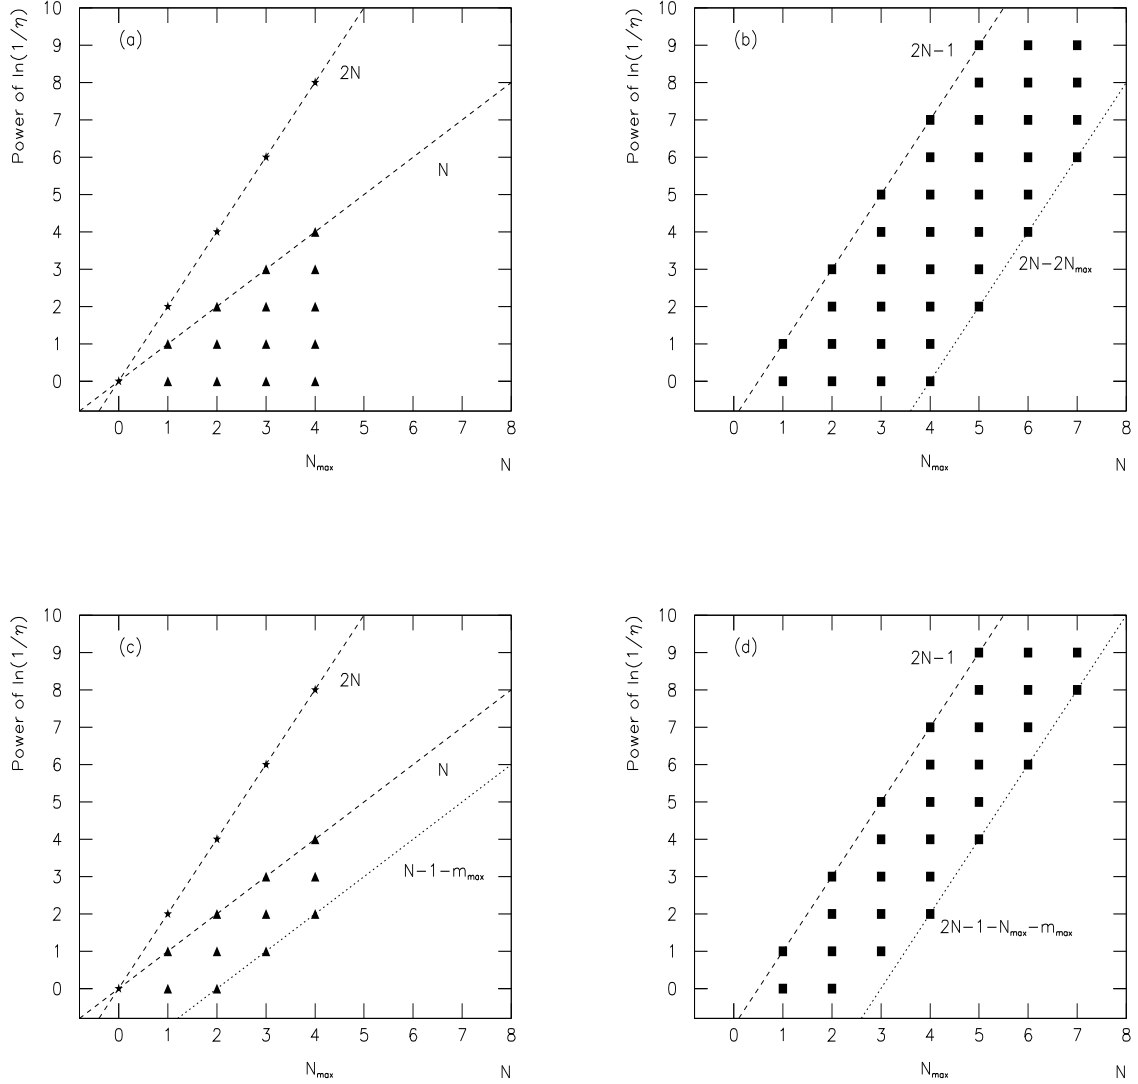 Power of ln(1/η)
10
9
8
7
6
5
4
3
2
1
0
(a)
2N
N
0 1 2 3 4 5 6 7 8
N_max N
Power of ln(1/η)
10
9
8
7
6
5
4
3
2
1
0
(b)
2N−1
2N−2N_max
0 1 2 3 4 5 6 7 8
N_max N
Power of ln(1/η)
10
9
8
7
6
5
4
3
2
1
0
(c)
2N
N
N−1−m_max
0 1 2 3 4 5 6 7 8
N_max N
Power of ln(1/η)
10
9
8
7
6
5
4
3
2
1
0
(d)
2N−1
2N−1−N_max−m_max
0 1 2 3 4 5 6 7 8
N_max N